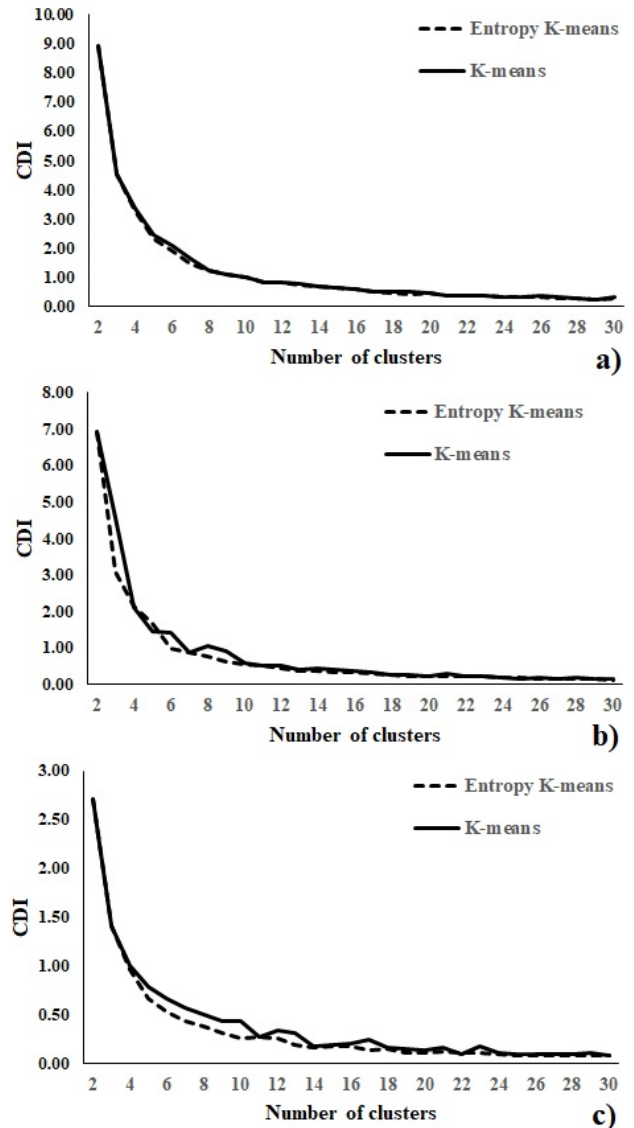 10.00
9.00
8.00
7.00
6.00
5.00
4.00
3.00
2.00
1.00
0.00
CDI
Entropy K-means
K-means
2 4 6 8 10 12 14 16 18 20 22 24 26 28 30
Number of clusters
a)
8.00
7.00
6.00
5.00
4.00
3.00
2.00
1.00
0.00
CDI
Entropy K-means
K-means
2 4 6 8 10 12 14 16 18 20 22 24 26 28 30
Number of clusters
b)
3.00
2.50
2.00
1.50
1.00
0.50
0.00
CDI
Entropy K-means
K-means
2 4 6 8 10 12 14 16 18 20 22 24 26 28 30
Number of clusters
c)